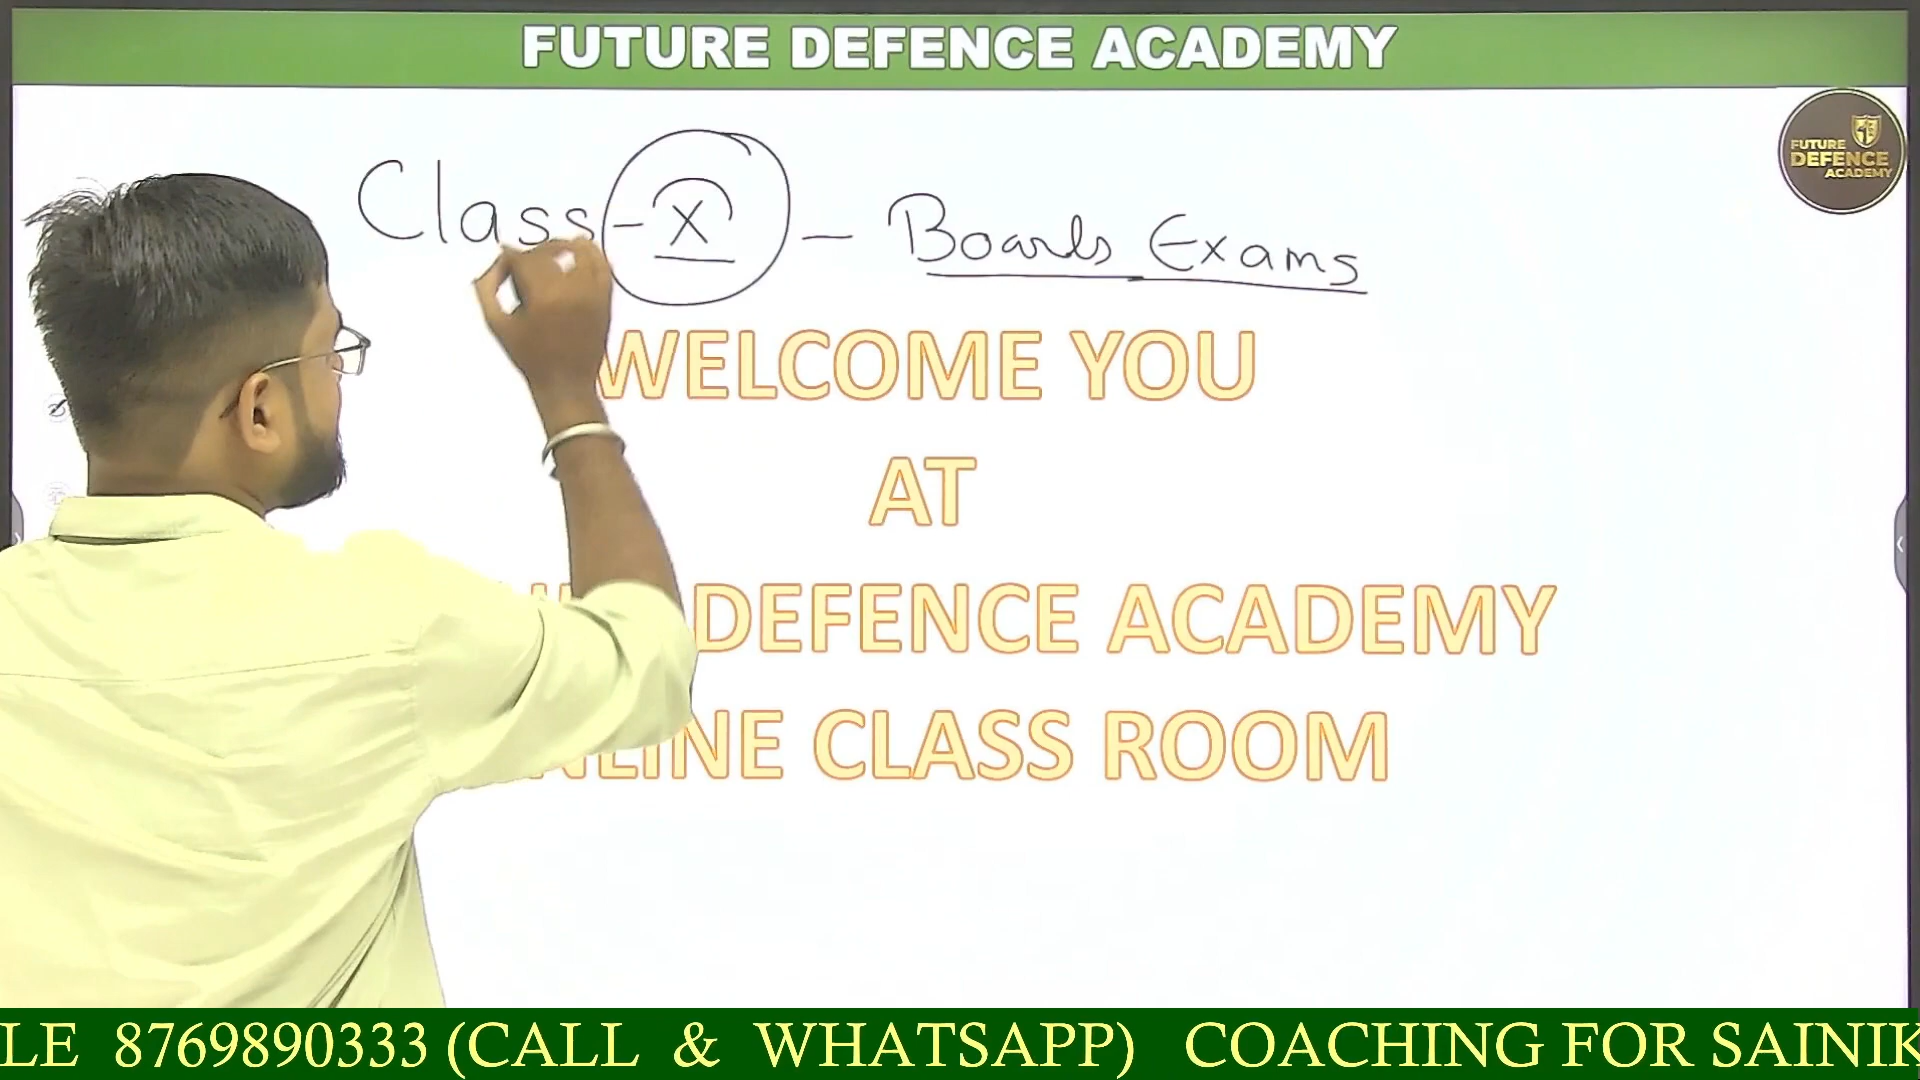 FUTURE DEFENCE ACADEMY
FUTURE
DEFENCE
ACADEMY
Class - X - Boards Exams
WELCOME YOU
AT
DEFENCE ACADEMY
CLASS ROOM
LE 8769890333 (CALL & WHATSAPP) COACHING FOR SAINIK